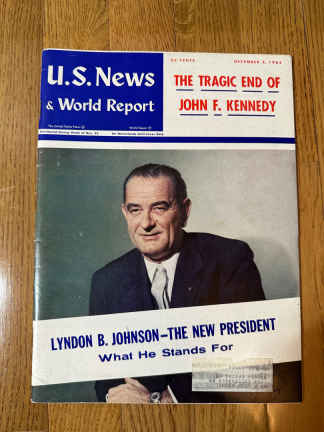 25 CENTS DECEMBER 2, 1963
U.S. News
& World Report
THE TRAGIC END OF
JOHN F. KENNEDY
LYNDON B. JOHNSON—THE NEW PRESIDENT
What He Stands For